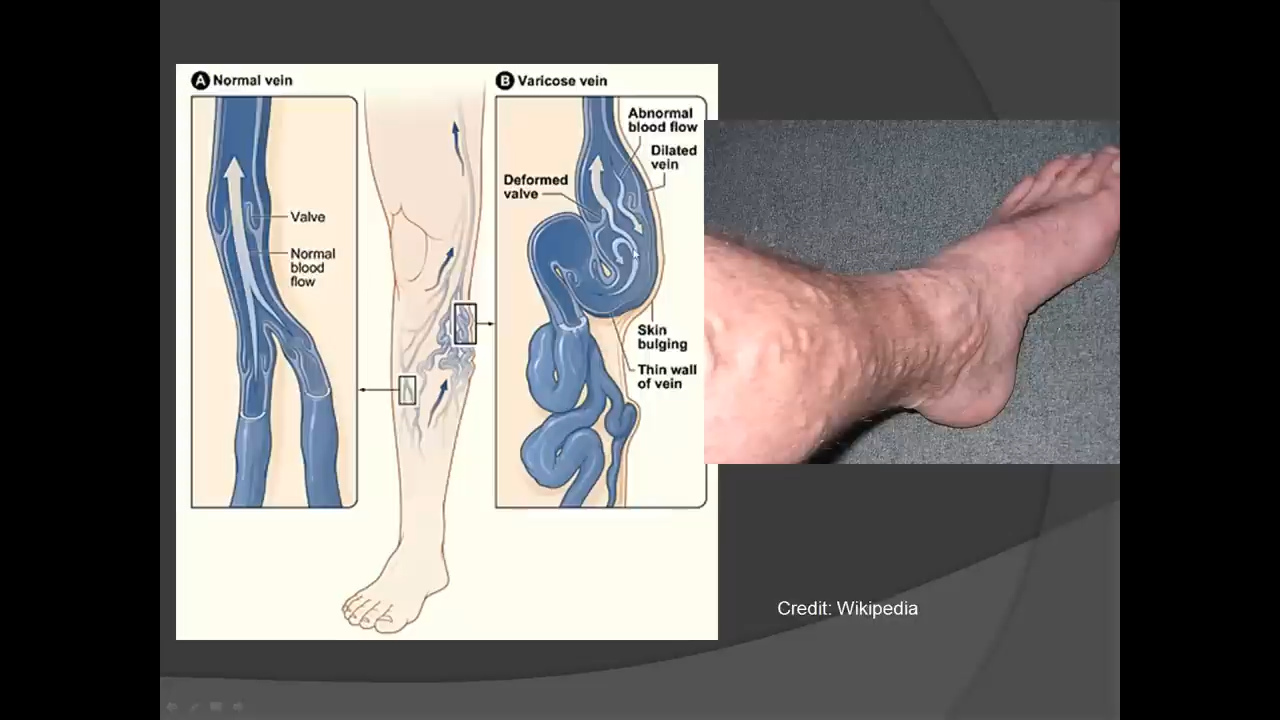 A Normal vein
Valve
Normal
blood
flow
B Varicose vein
Abnormal
blood flow
Dilated
vein
Deformed
valve
Skin
bulging
Thin wall
of vein
Credit: Wikipedia